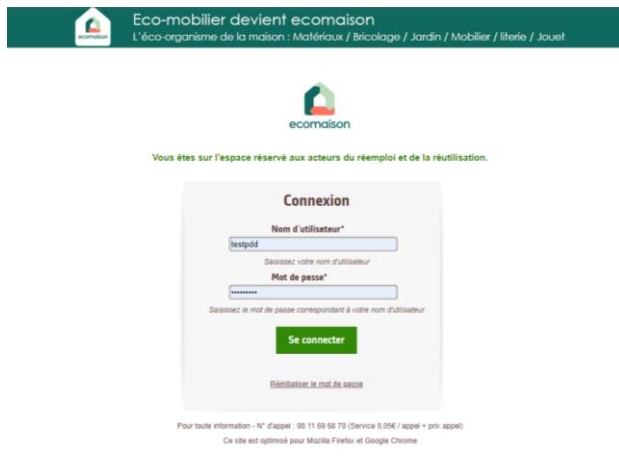 ecomaison
Eco-mobilier devient ecomaison
L'éco-organisme de la maison : Matériaux / Bricolage / Jardin / Mobilier / literie / Jouet
ecomaison
Vous êtes sur l'espace réservé aux acteurs du réemploi et de la réutilisation.
Connexion
Nom d'utilisateur*
testpdd
Saisissez votre nom d'utilisateur
Mot de passe*
•••••••••
Saisissez le mot de passe correspondant à votre nom d'utilisateur
Se connecter
Réinitialiser le mot de passe
Pour toute information - N° d'appel : 08 11 69 68 70 (Service 0,05€ / appel + prix appel)
Ce site est optimisé pour Mozilla Firefox et Google Chrome